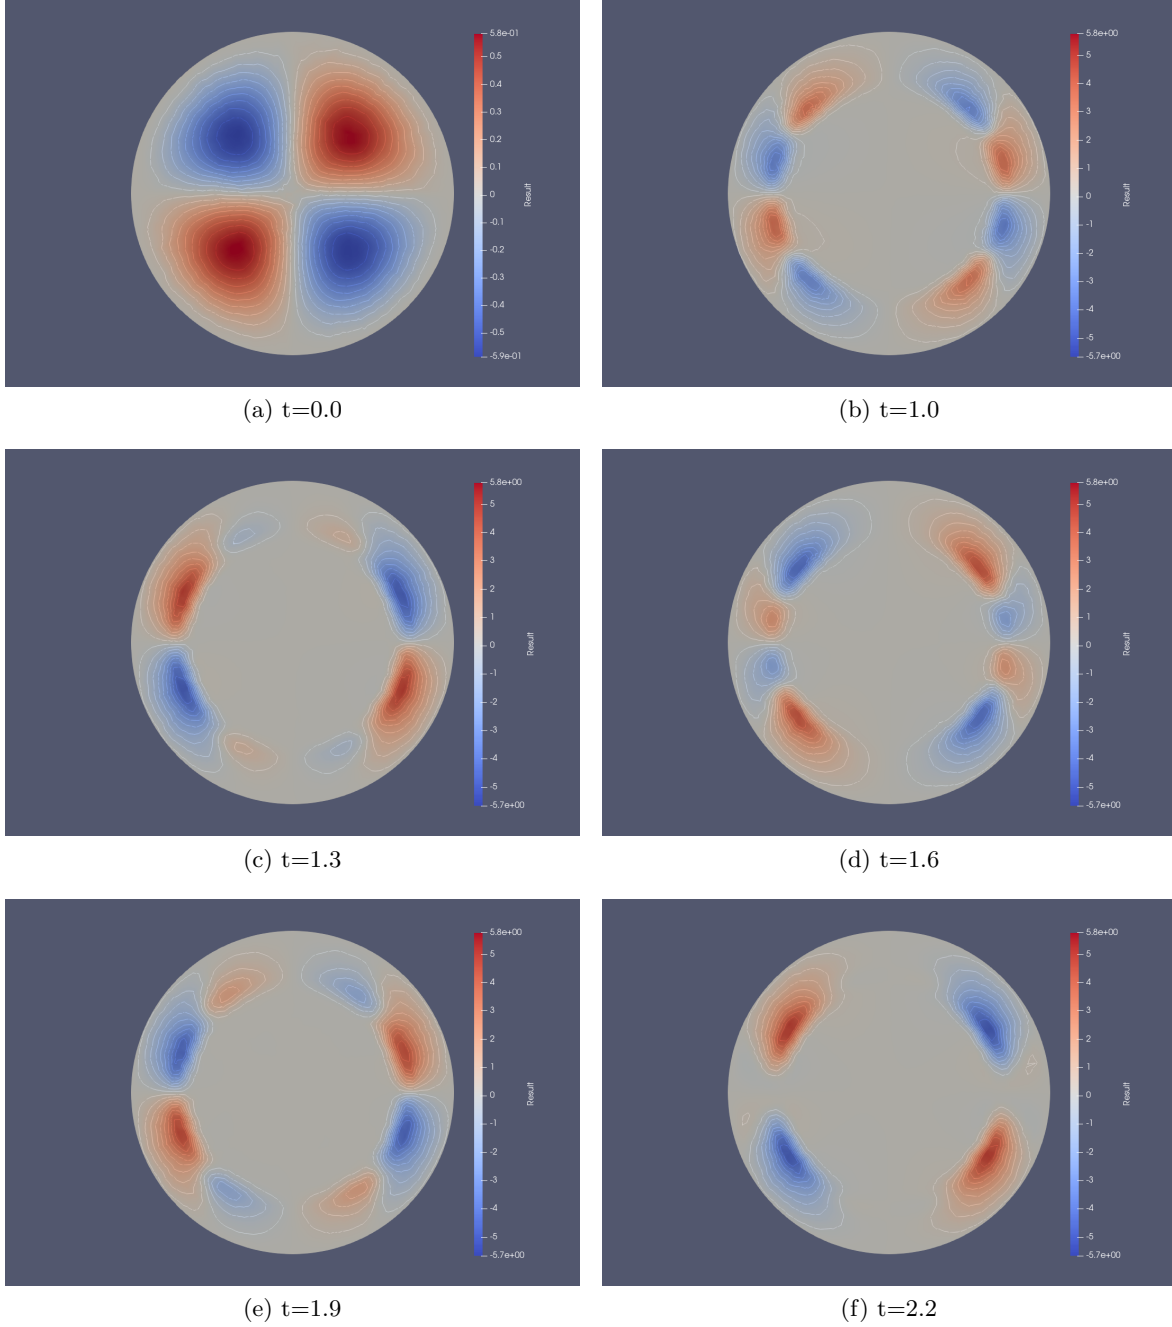 5.8e-01
0.5
0.4
0.3
0.2
0.1
0
-0.1
-0.2
-0.3
-0.4
-0.5
-5.9e-01
Result
(a) t=0.0
5.8e+00
5
4
3
2
1
0
-1
-2
-3
-4
-5
-5.7e+00
Result
(b) t=1.0
5.8e+00
5
4
3
2
1
0
-1
-2
-3
-4
-5
-5.7e+00
Result
(c) t=1.3
5.8e+00
5
4
3
2
1
0
-1
-2
-3
-4
-5
-5.7e+00
Result
(d) t=1.6
5.8e+00
5
4
3
2
1
0
-1
-2
-3
-4
-5
-5.7e+00
Result
(e) t=1.9
5.8e+00
5
4
3
2
1
0
-1
-2
-3
-4
-5
-5.7e+00
Result
(f) t=2.2